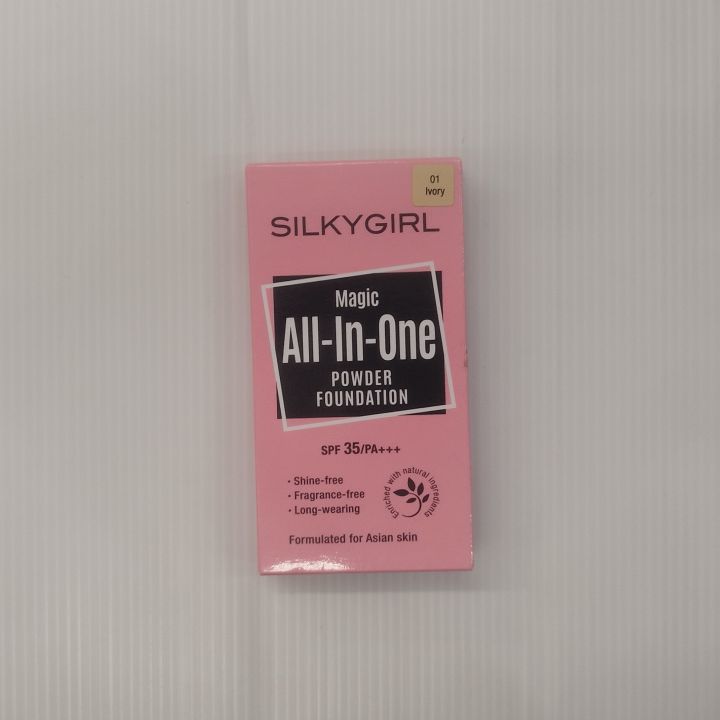 01
Ivory
SILKYGIRL
Magic
All-In-One
POWDER
FOUNDATION
SPF 35/PA+++
• Shine-free
• Fragrance-free
• Long-wearing
Enriched with natural ingredients
Formulated for Asian skin